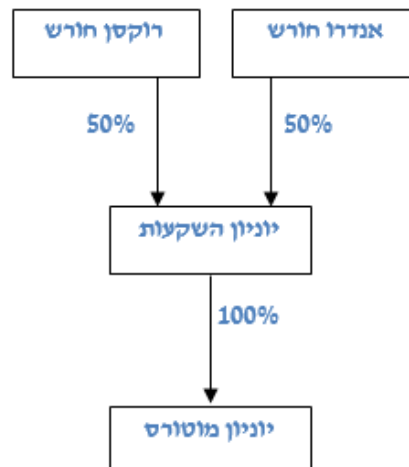 אנדרו חורש
רוקסן חורש
50%
50%
יוניון השקעות
100%
יוניון מוטורס